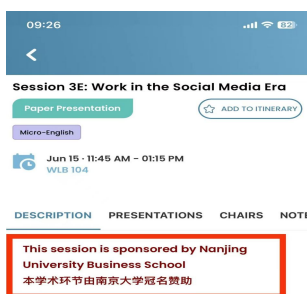 09:26
62
Session 3E: Work in the Social Media Era
Paper Presentation
ADD TO ITINERARY
Micro-English
Jun 15 - 11:45 AM – 01:15 PM
WLB 104
DESCRIPTION PRESENTATIONS CHAIRS NOTE
This session is sponsored by Nanjing
University Business School
本学术环节由南京大学冠名赞助